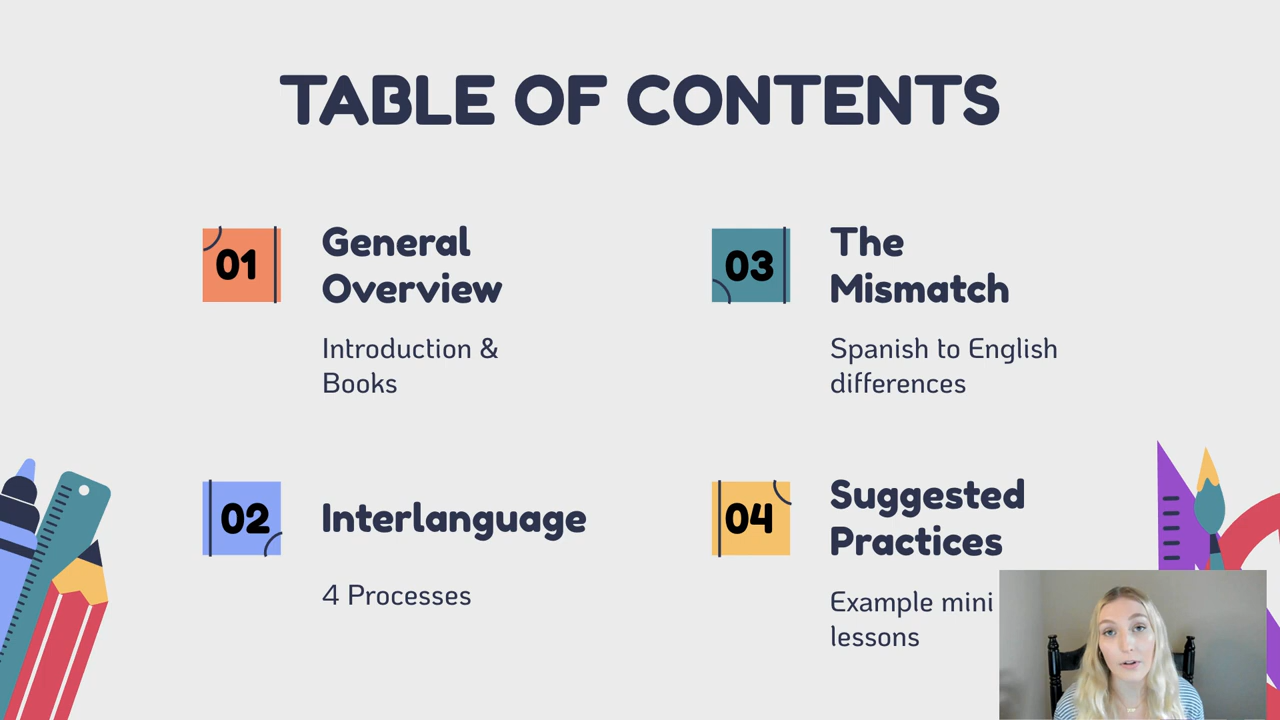 TABLE OF CONTENTS
01
General
Overview
Introduction &
Books
02
Interlanguage
4 Processes
03
The
Mismatch
Spanish to English
differences
04
Suggested
Practices
Example mini
lessons